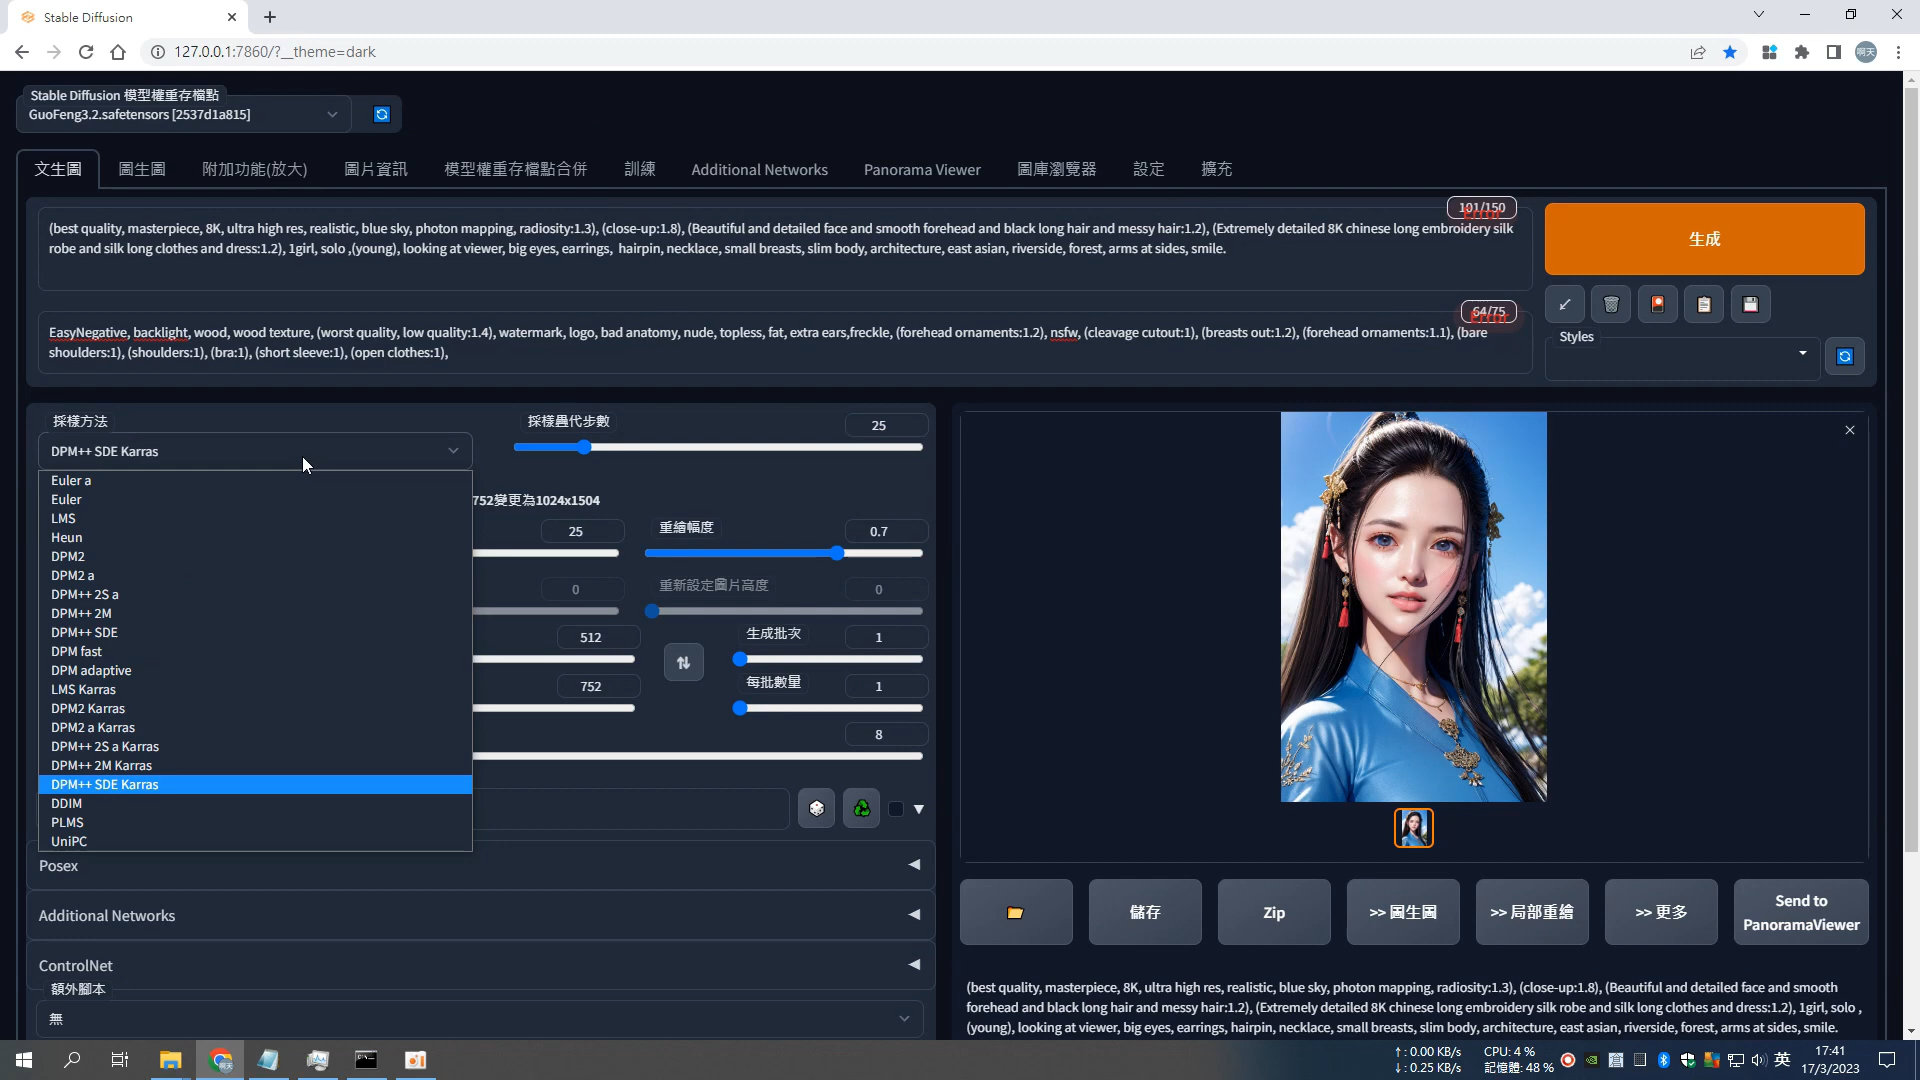 Stable Diffusion
127.0.0.1:7860/?__theme=dark
啊天
Stable Diffusion 模型權重存檔點
GuoFeng3.2.safetensors [2537d1a815]
文生圖 圖生圖 附加功能(放大) 圖片資訊 模型權重存檔點合併 訓練 Additional Networks Panorama Viewer 圖庫瀏覽器 設定 擴充
101/150
Error
(best quality, masterpiece, 8K, ultra high res, realistic, blue sky, photon mapping, radiosity:1.3), (close-up:1.8), (Beautiful and detailed face and smooth forehead and black long hair and messy hair:1.2), (Extremely detailed 8K chinese long embroidery silk
robe and silk long clothes and dress:1.2), 1girl, solo ,(young), looking at viewer, big eyes, earrings,  hairpin, necklace, small breasts, slim body, architecture, east asian, riverside, forest, arms at sides, smile.
生成
64/75
Error
EasyNegative, backlight, wood, wood texture, (worst quality, low quality:1.4), watermark, logo, bad anatomy, nude, topless, fat, extra ears,freckle, (forehead ornaments:1.2), nsfw, (cleavage cutout:1), (breasts out:1.2), (forehead ornaments:1.1), (bare
shoulders:1), (shoulders:1), (bra:1), (short sleeve:1), (open clothes:1),
Styles
採樣方法
DPM++ SDE Karras
採樣疊代步數
25
Euler a
Euler
LMS
Heun
DPM2
DPM2 a
DPM++ 2S a
DPM++ 2M
DPM++ SDE
DPM fast
DPM adaptive
LMS Karras
DPM2 Karras
DPM2 a Karras
DPM++ 2S a Karras
DPM++ 2M Karras
DPM++ SDE Karras
DDIM
PLMS
UniPC
752變更為1024x1504
25
重繪幅度
0.7
0
重新設定圖片高度
0
512
生成批次
1
752
每批數量
1
8
Posex
Additional Networks
ControlNet
額外腳本
無
儲存
Zip
>> 圖生圖
>> 局部重繪
>> 更多
Send to
PanoramaViewer
(best quality, masterpiece, 8K, ultra high res, realistic, blue sky, photon mapping, radiosity:1.3), (close-up:1.8), (Beautiful and detailed face and smooth
forehead and black long hair and messy hair:1.2), (Extremely detailed 8K chinese long embroidery silk robe and silk long clothes and dress:1.2), 1girl, solo ,
(young), looking at viewer, big eyes, earrings, hairpin, necklace, small breasts, slim body, architecture, east asian, riverside, forest, arms at sides, smile.
↑: 0.00 KB/s
↓: 0.25 KB/s
CPU: 4 %
記憶體: 48 %
英
17:41
17/3/2023